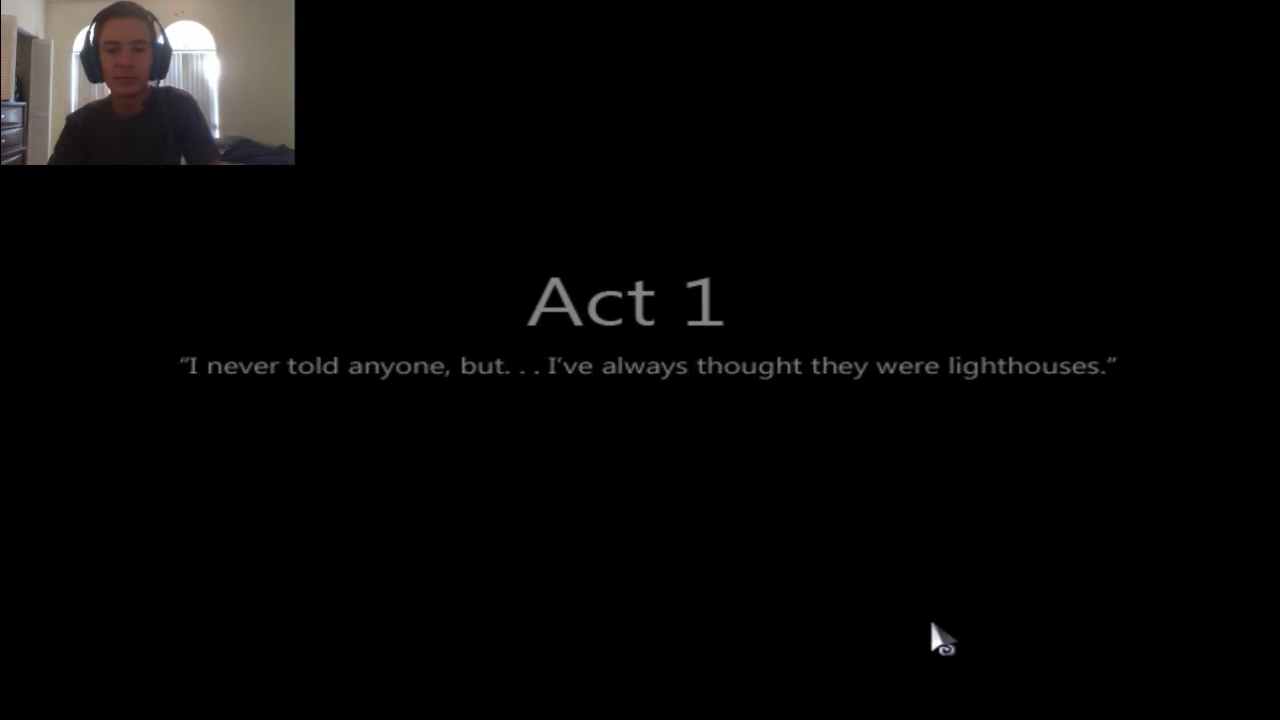 Act 1
“I never told anyone, but. . . I’ve always thought they were lighthouses.”